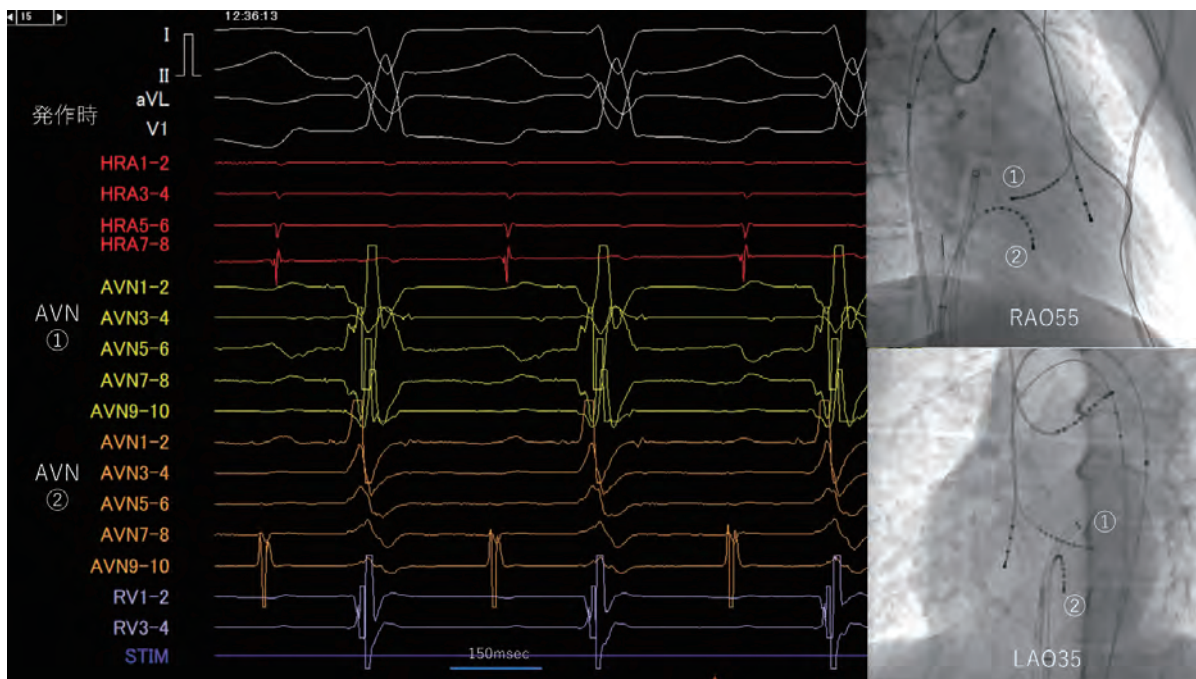 15
12:36:13
I
II
aVL
発作時
V1
HRA1-2
HRA3-4
HRA5-6
HRA7-8
AVN1-2
AVN
①
AVN3-4
AVN5-6
AVN7-8
AVN9-10
AVN1-2
AVN
②
AVN3-4
AVN5-6
AVN7-8
AVN9-10
RV1-2
RV3-4
STIM
150msec
①
②
RAO55
①
②
LAO35